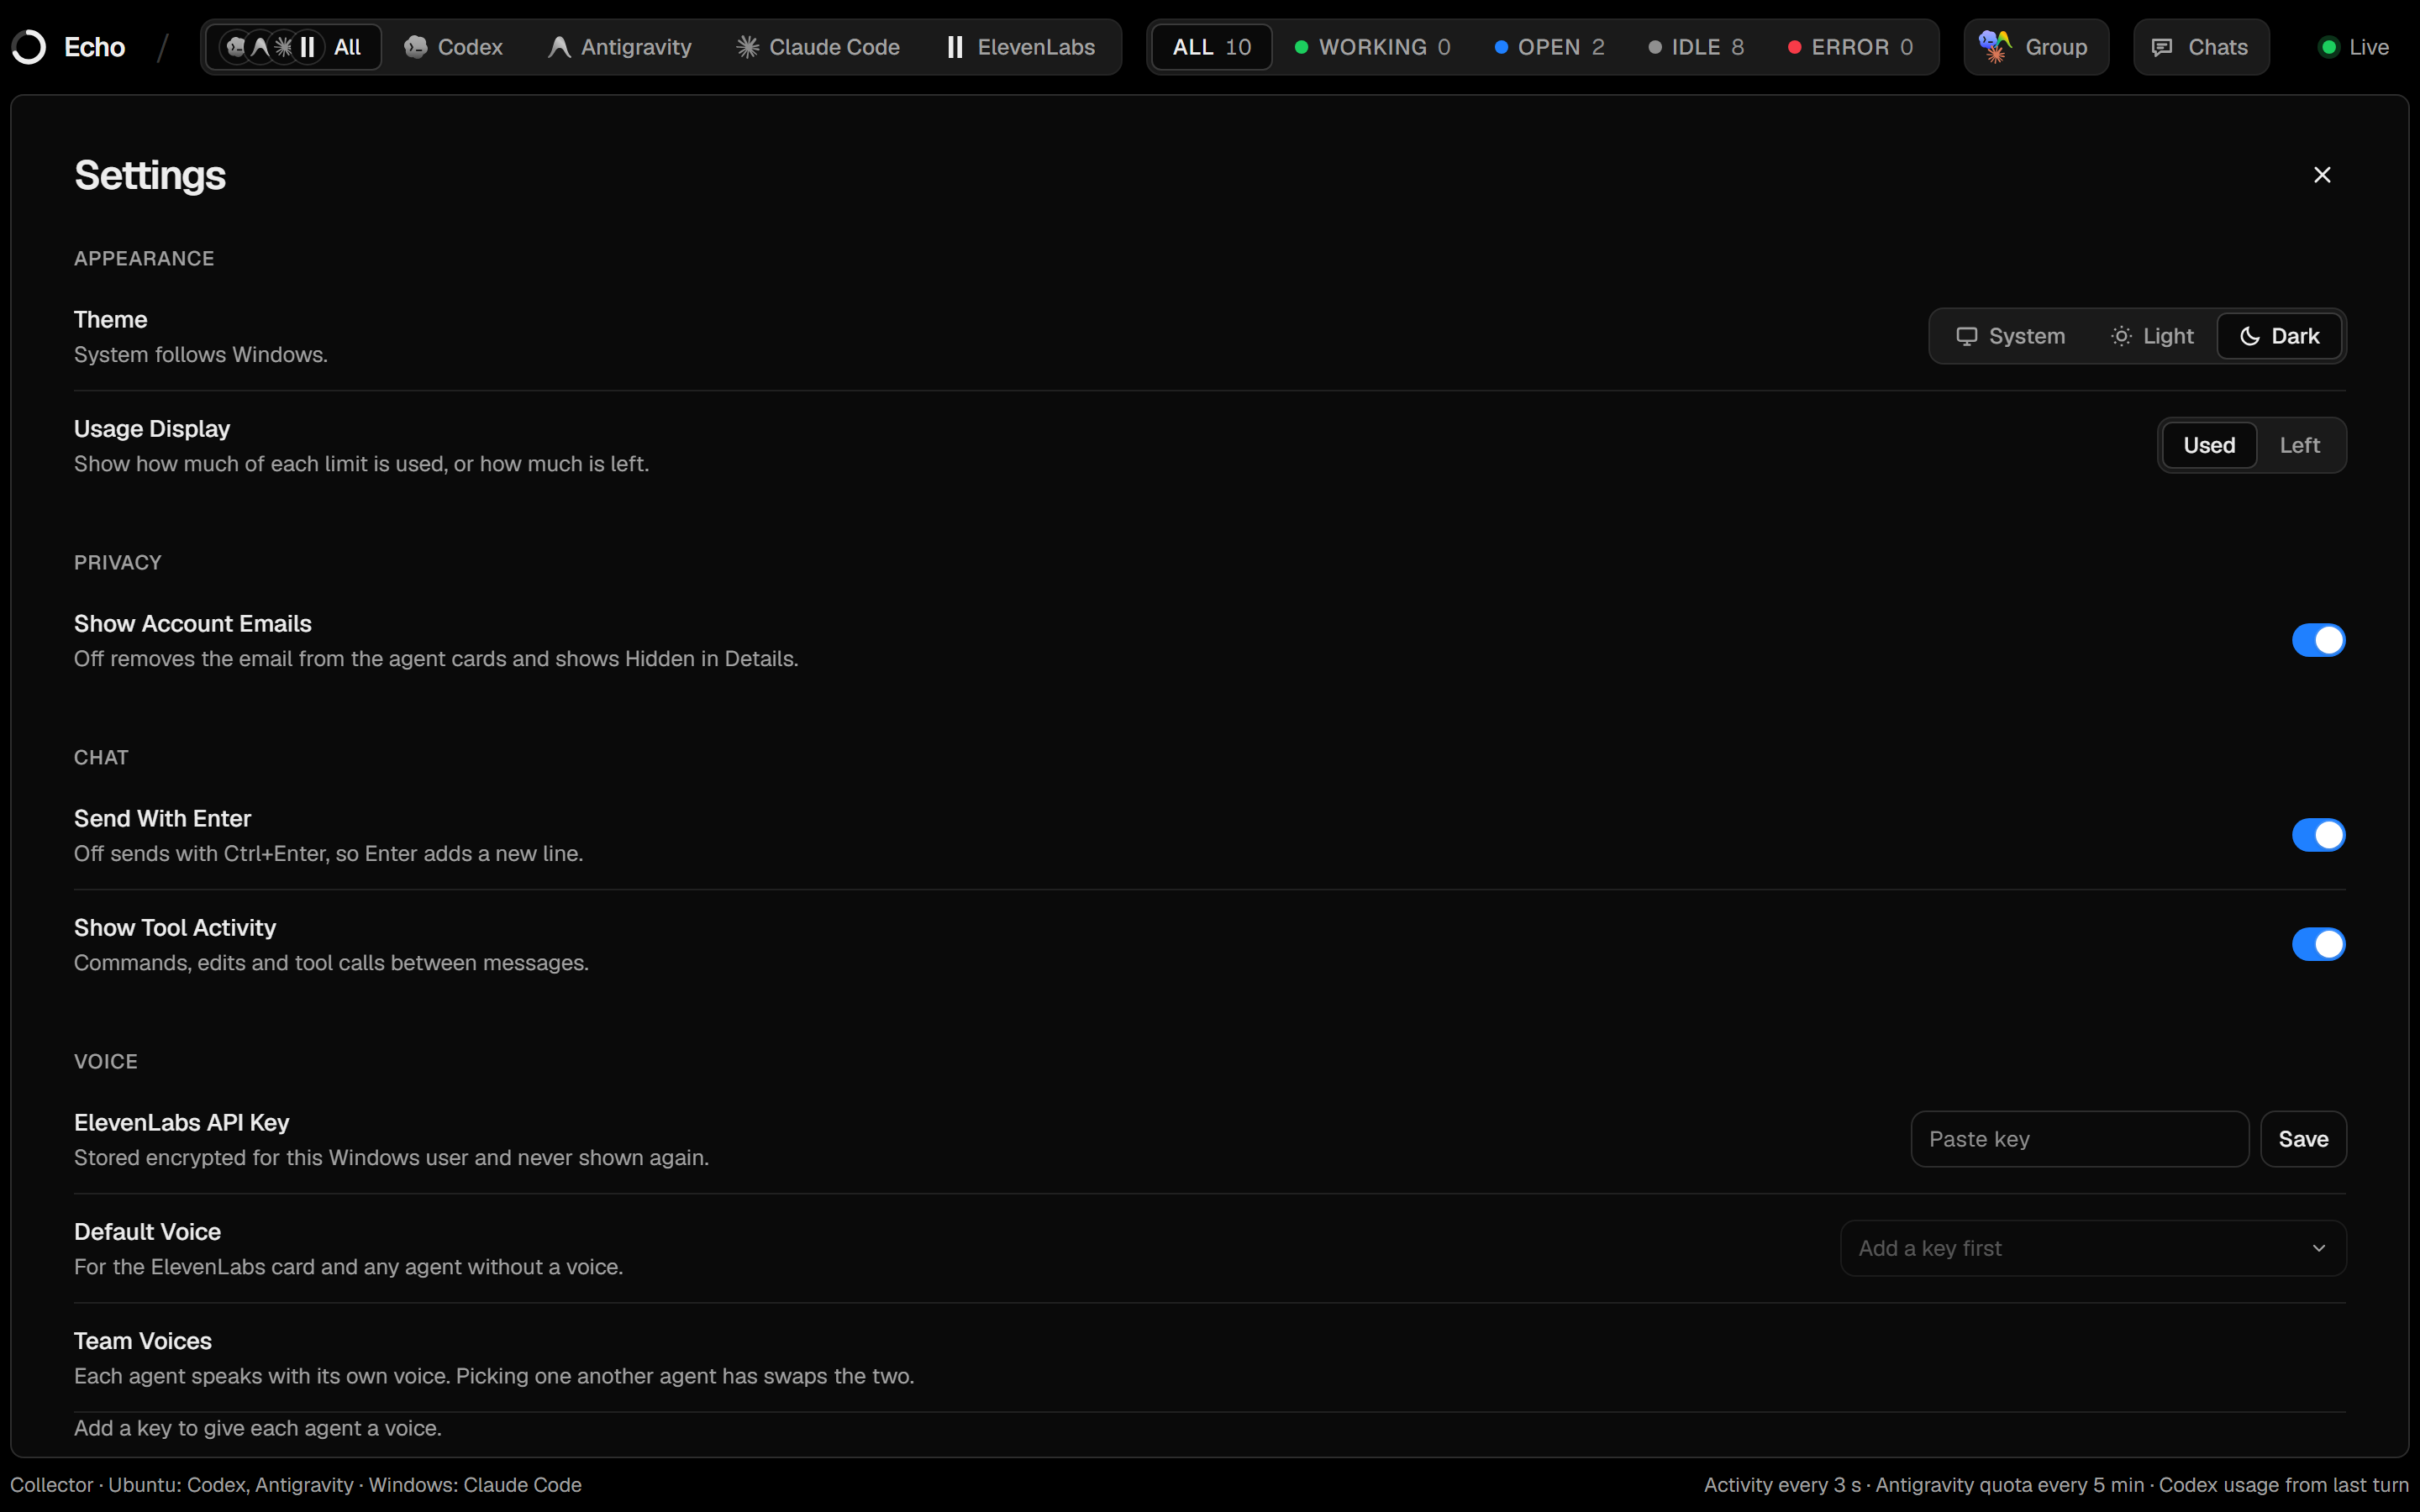 Echo / All Codex Antigravity Claude Code ElevenLabs ALL 10 WORKING 0 OPEN 2 IDLE 8 ERROR 0 Group Chats Live
Settings
APPEARANCE
Theme
System follows Windows.
System Light Dark
Usage Display
Show how much of each limit is used, or how much is left.
Used Left
PRIVACY
Show Account Emails
Off removes the email from the agent cards and shows Hidden in Details.
CHAT
Send With Enter
Off sends with Ctrl+Enter, so Enter adds a new line.
Show Tool Activity
Commands, edits and tool calls between messages.
VOICE
ElevenLabs API Key
Stored encrypted for this Windows user and never shown again.
Paste key Save
Default Voice
For the ElevenLabs card and any agent without a voice.
Add a key first
Team Voices
Each agent speaks with its own voice. Picking one another agent has swaps the two.
Add a key to give each agent a voice.
Collector · Ubuntu: Codex, Antigravity · Windows: Claude Code
Activity every 3 s · Antigravity quota every 5 min · Codex usage from last turn